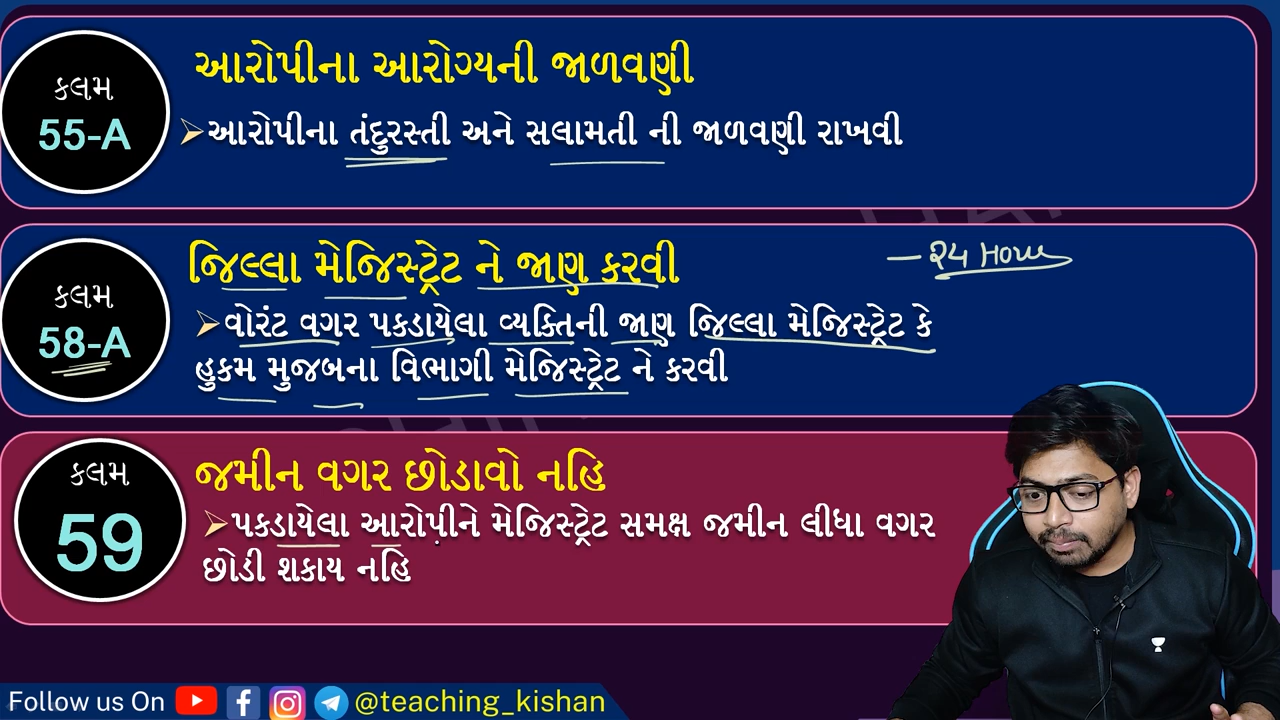 કલમ
55-A
આરોપીના આરોગ્યની જાળવણી
➢આરોપીના તંદુરસ્તી અને સલામતી ની જાળવણી રાખવી
કલમ
58-A
જિલ્લા મેજિસ્ટ્રેટ ને જાણ કરવી
— 24 Hour
➢વોરંટ વગર પકડાયેલા વ્યક્તિની જાણ જિલ્લા મેજિસ્ટ્રેટ કે
હુકમ મુજબના વિભાગી મેજિસ્ટ્રેટ ને કરવી
કલમ
59
જમીન વગર છોડાવો નહિ
➢પકડાયેલા આરોપીને મેજિસ્ટ્રેટ સમક્ષ જમીન લીધા વગર
છોડી શકાય નહિ
Follow us On @teaching_kishan